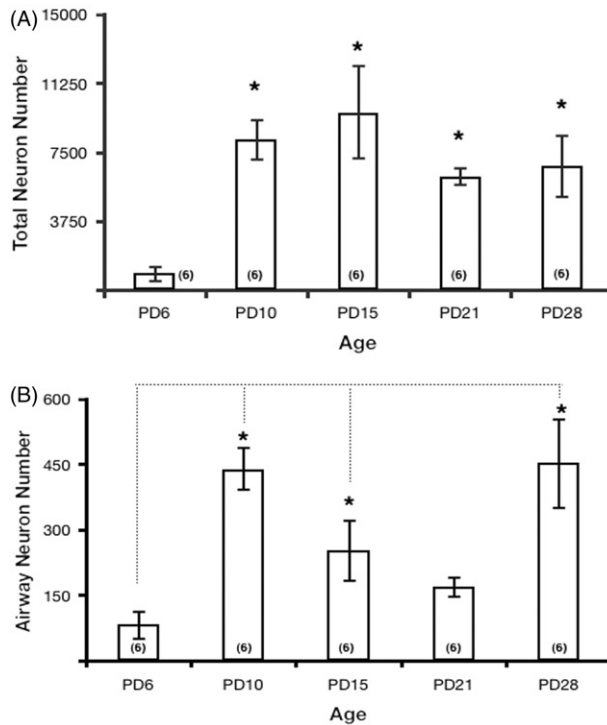 (A)
15000
11250
7500
3750
Total Neuron Number
* * * *
(6) (6) (6) (6) (6)
PD6 PD10 PD15 PD21 PD28
Age
(B)
600
450
300
150
Airway Neuron Number
* * *
(6) (6) (6) (6) (6)
PD6 PD10 PD15 PD21 PD28
Age